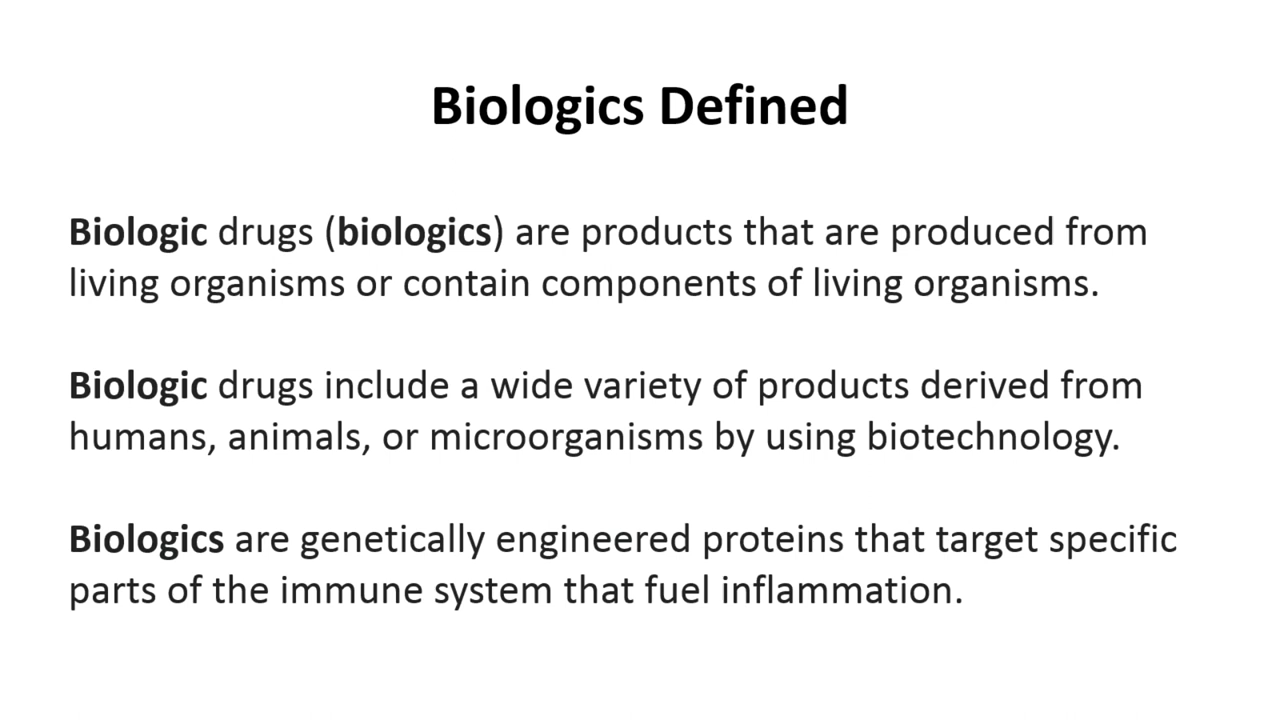 Biologics Defined
Biologic drugs (biologics) are products that are produced from
living organisms or contain components of living organisms.
Biologic drugs include a wide variety of products derived from
humans, animals, or microorganisms by using biotechnology.
Biologics are genetically engineered proteins that target specific
parts of the immune system that fuel inflammation.